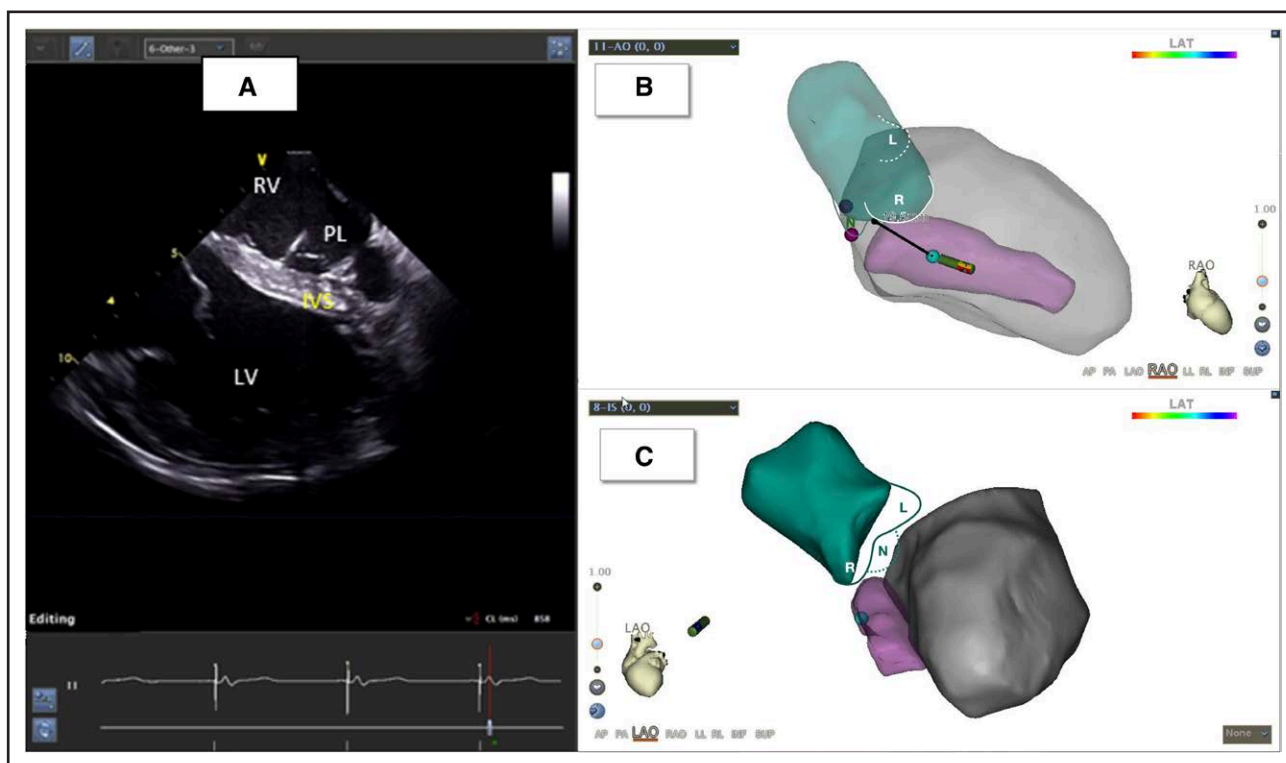 6-Other-3
A
V
RV
PL
5
IVS
4
10
LV
Editing
CL (ms) 858
II
11-AO (0, 0)
LAT
B
L
R
N
1.00
RAO
AP PA LAO RAO LL RL INF SUP
8-IS (0, 0)
LAT
C
L
N
R
1.00
LAO
AP PA LAO RAO LL RL INF SUP
None